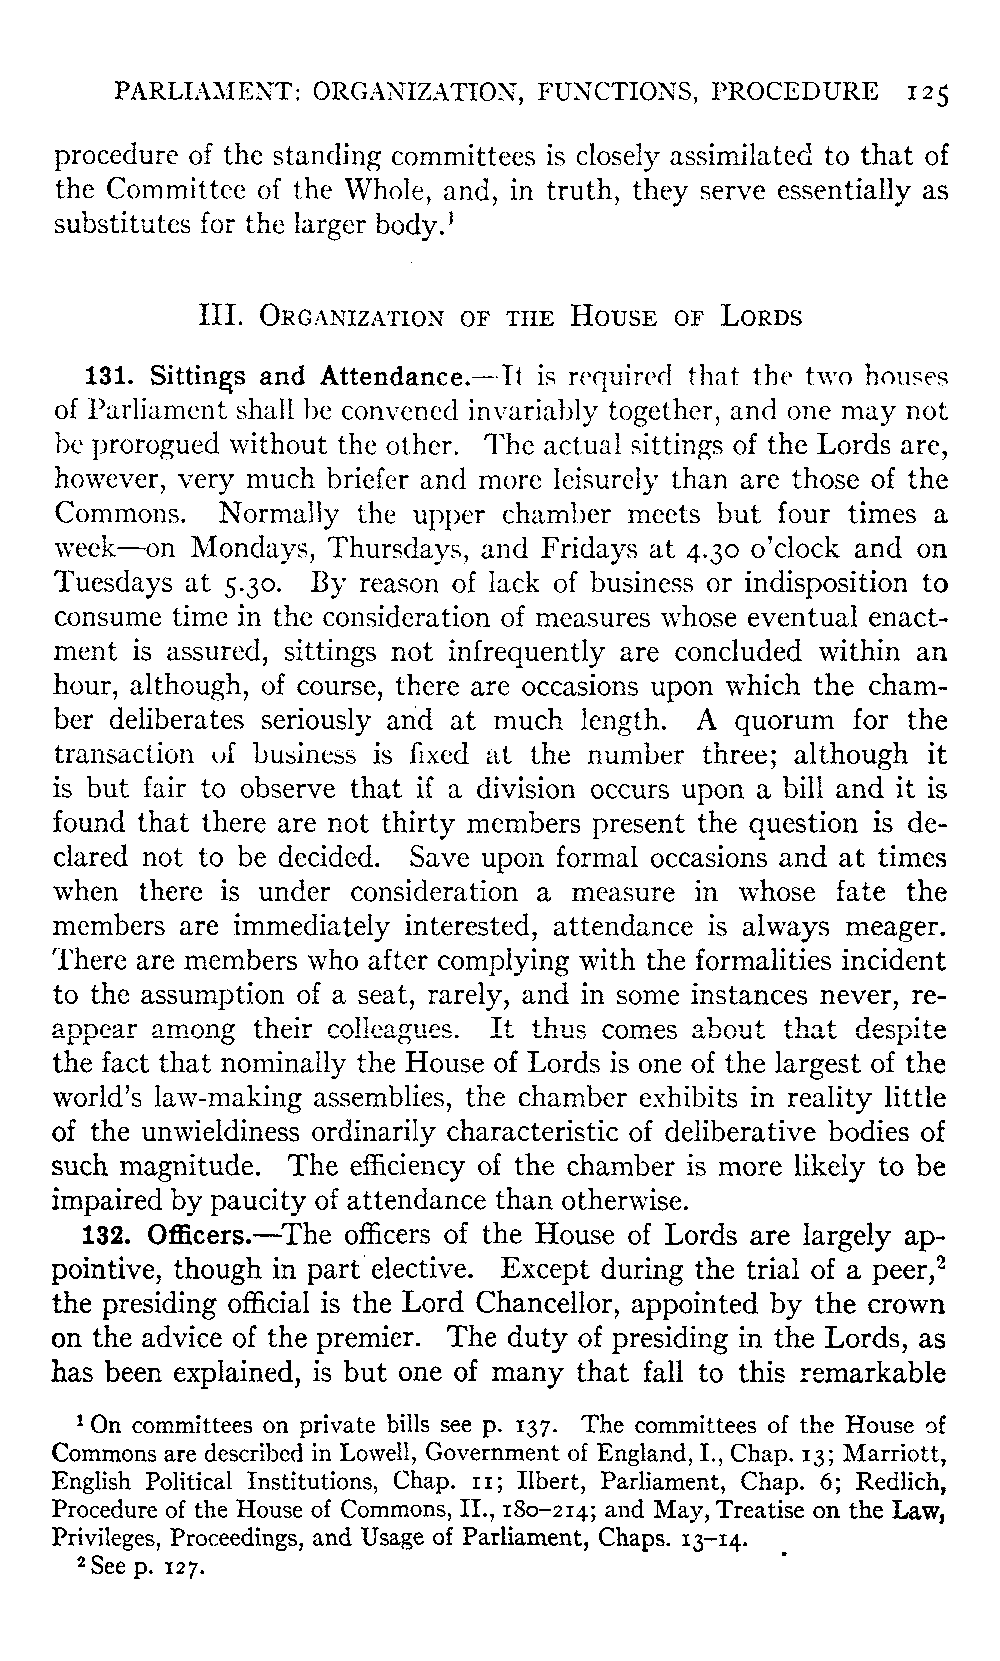 PARLIAMENT: ORGANIZATION, FUNCTIONS, PROCEDURE 125
procedure of the standing committees is closely assimilated to that of
the Committee of the Whole, and, in truth, they serve essentially as
substitutes for the larger body.¹
III. ORGANIZATION OF THE HOUSE OF LORDS
131. Sittings and Attendance.—It is required that the two houses
of Parliament shall be convened invariably together, and one may not
be prorogued without the other. The actual sittings of the Lords are,
however, very much briefer and more leisurely than are those of the
Commons. Normally the upper chamber meets but four times a
week—on Mondays, Thursdays, and Fridays at 4.30 o'clock and on
Tuesdays at 5.30. By reason of lack of business or indisposition to
consume time in the consideration of measures whose eventual enact-
ment is assured, sittings not infrequently are concluded within an
hour, although, of course, there are occasions upon which the cham-
ber deliberates seriously and at much length. A quorum for the
transaction of business is fixed at the number three; although it
is but fair to observe that if a division occurs upon a bill and it is
found that there are not thirty members present the question is de-
clared not to be decided. Save upon formal occasions and at times
when there is under consideration a measure in whose fate the
members are immediately interested, attendance is always meager.
There are members who after complying with the formalities incident
to the assumption of a seat, rarely, and in some instances never, re-
appear among their colleagues. It thus comes about that despite
the fact that nominally the House of Lords is one of the largest of the
world's law-making assemblies, the chamber exhibits in reality little
of the unwieldiness ordinarily characteristic of deliberative bodies of
such magnitude. The efficiency of the chamber is more likely to be
impaired by paucity of attendance than otherwise.
132. Officers.—The officers of the House of Lords are largely ap-
pointive, though in part elective. Except during the trial of a peer,²
the presiding official is the Lord Chancellor, appointed by the crown
on the advice of the premier. The duty of presiding in the Lords, as
has been explained, is but one of many that fall to this remarkable
¹ On committees on private bills see p. 137. The committees of the House of
Commons are described in Lowell, Government of England, I., Chap. 13; Marriott,
English Political Institutions, Chap. 11; Ilbert, Parliament, Chap. 6; Redlich,
Procedure of the House of Commons, II., 180–214; and May, Treatise on the Law,
Privileges, Proceedings, and Usage of Parliament, Chaps. 13–14.
² See p. 127.